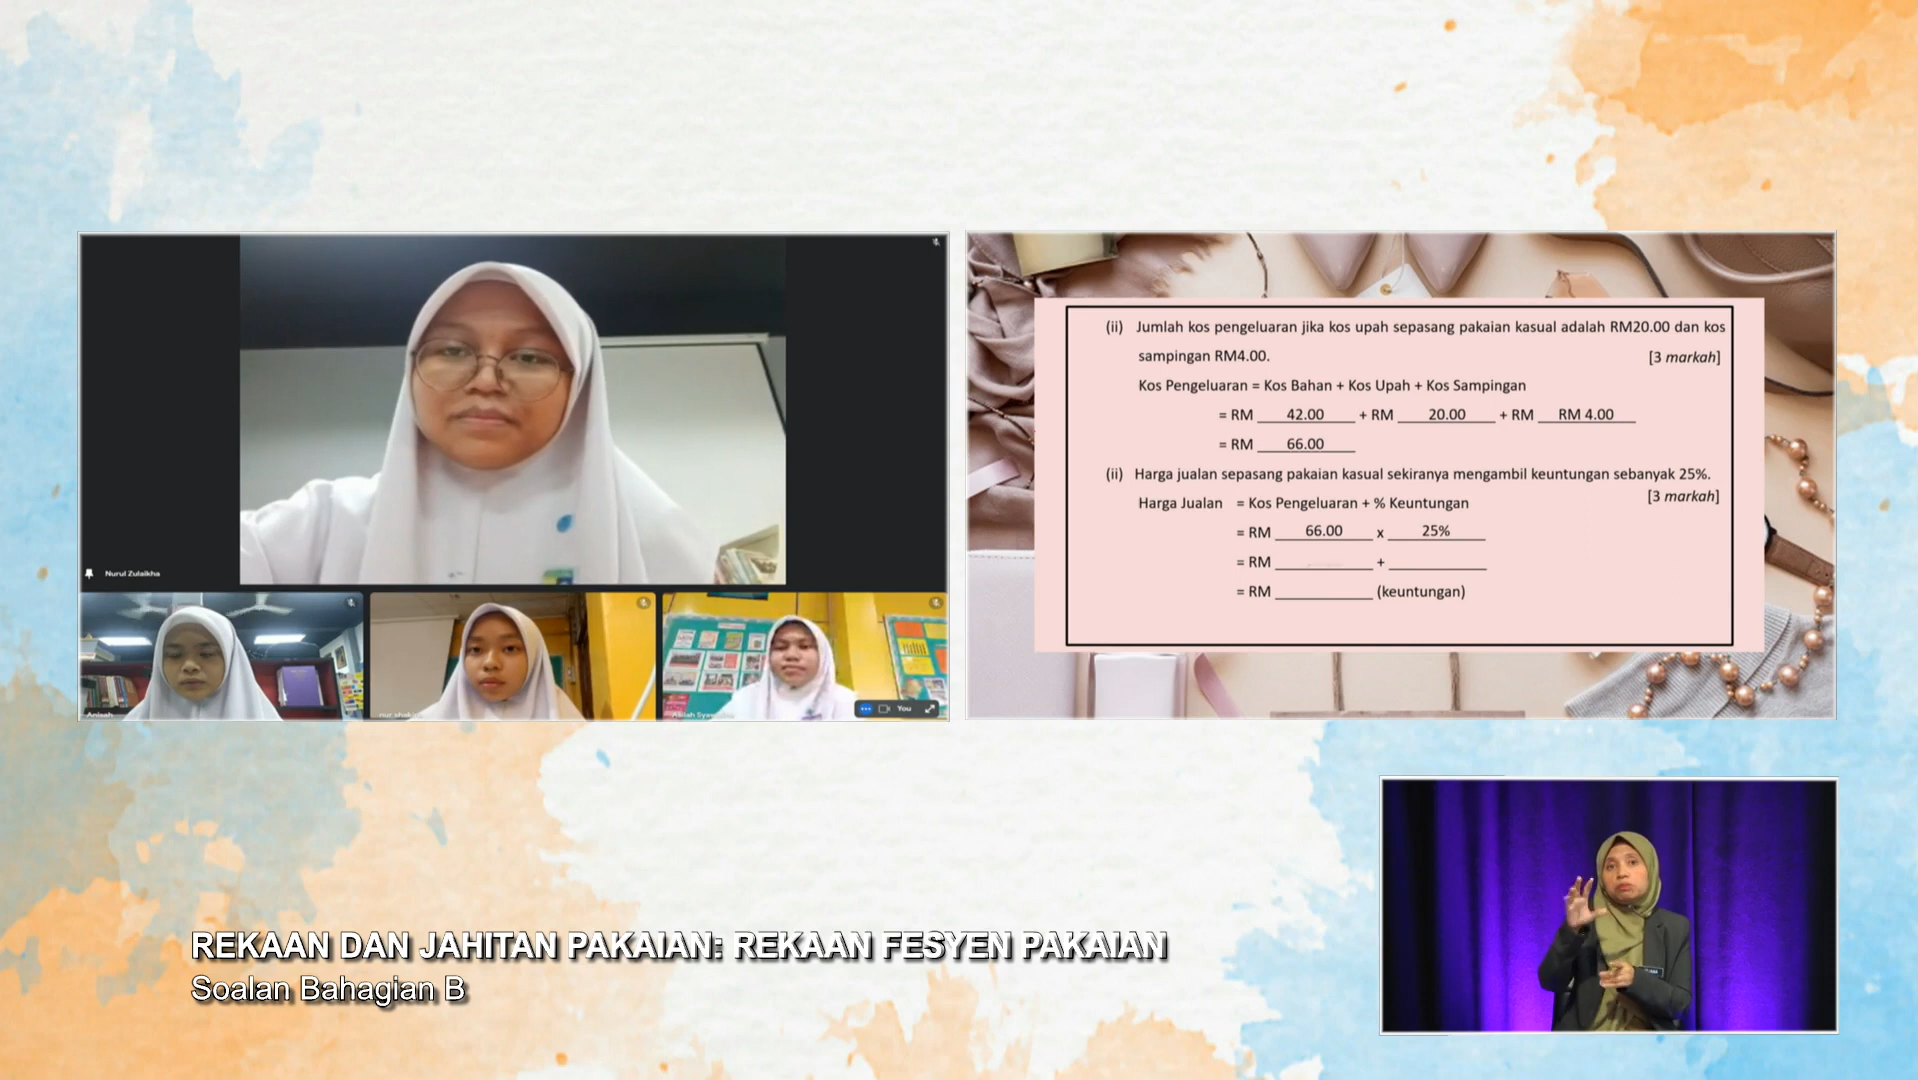 Nurul Zulaikha
Anisah
You
(ii) Jumlah kos pengeluaran jika kos upah sepasang pakaian kasual adalah RM20.00 dan kos
sampingan RM4.00. [3 markah]
Kos Pengeluaran = Kos Bahan + Kos Upah + Kos Sampingan
= RM 42.00 + RM 20.00 + RM RM 4.00
= RM 66.00
(ii) Harga jualan sepasang pakaian kasual sekiranya mengambil keuntungan sebanyak 25%.
[3 markah]
Harga Jualan = Kos Pengeluaran + % Keuntungan
= RM 66.00 x 25%
= RM ____ + ____
= RM ____ (keuntungan)
REKAAN DAN JAHITAN PAKAIAN: REKAAN FESYEN PAKAIAN
Soalan Bahagian B